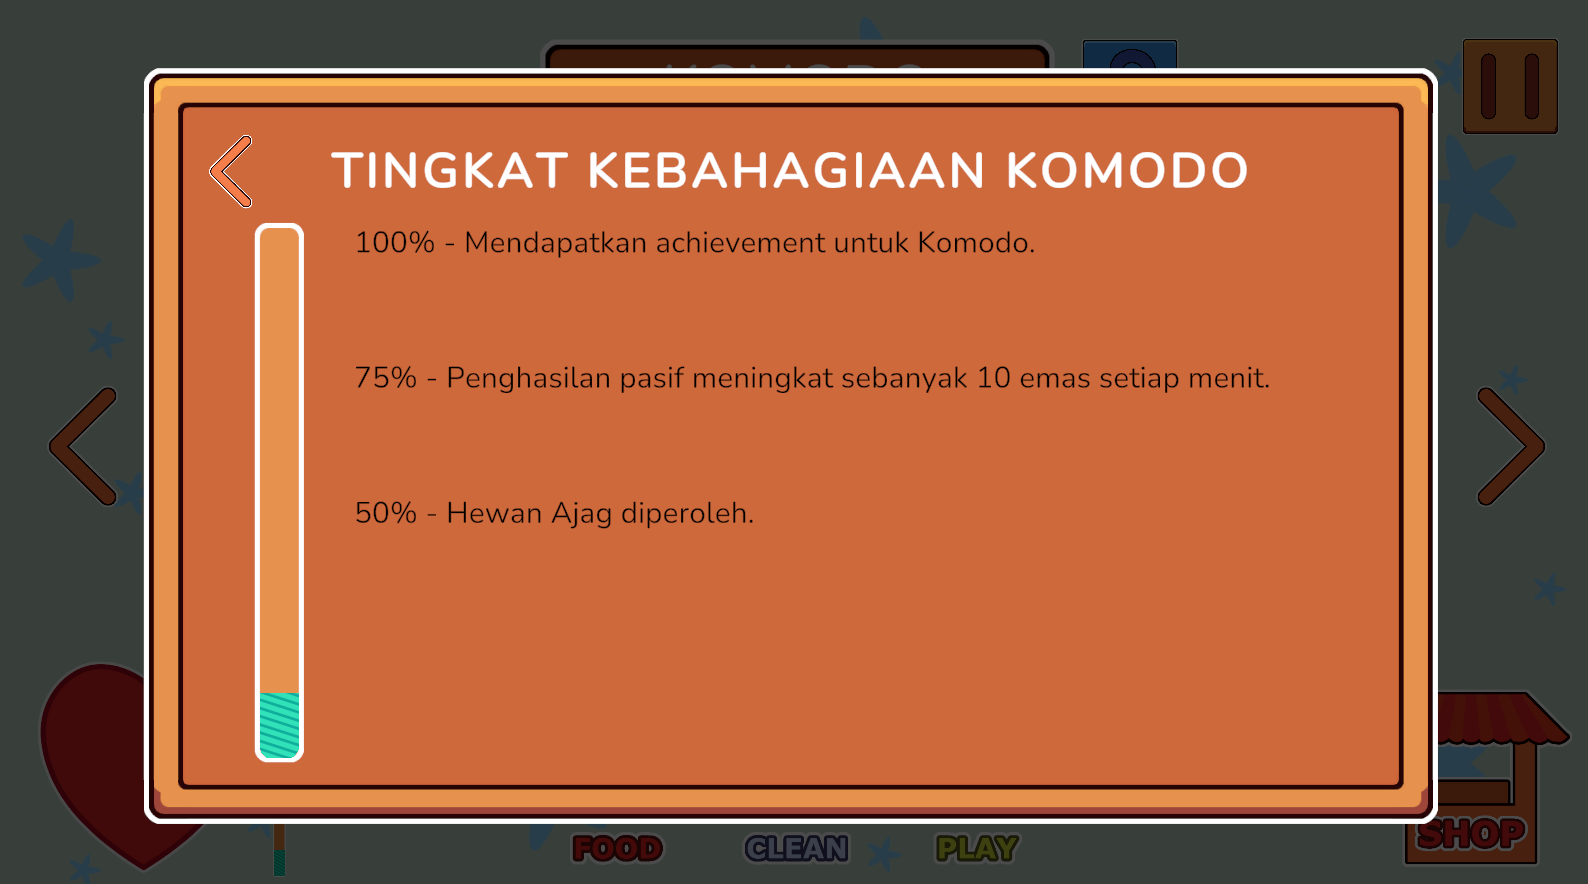 KOMODO
TINGKAT KEBAHAGIAAN KOMODO
100% - Mendapatkan achievement untuk Komodo.
75% - Penghasilan pasif meningkat sebanyak 10 emas setiap menit.
50% - Hewan Ajag diperoleh.
FOOD
CLEAN
PLAY
SHOP